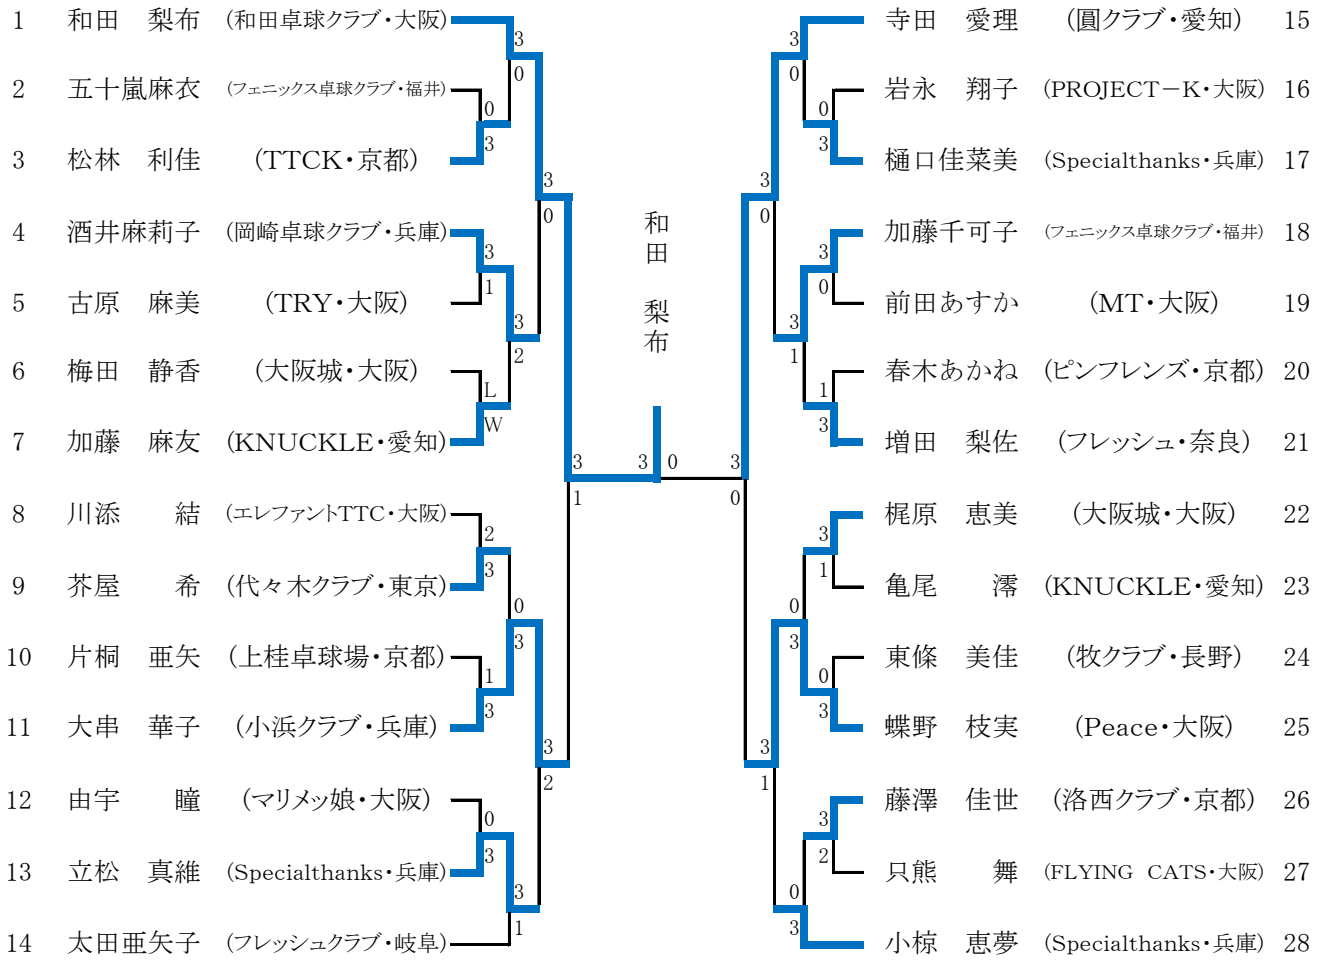 1 和田　梨布 (和田卓球クラブ・大阪)
2 五十嵐麻衣 (フェニックス卓球クラブ・福井)
3 松林　利佳 (TTCK・京都)
4 酒井麻莉子 (岡崎卓球クラブ・兵庫)
5 古原　麻美 (TRY・大阪)
6 梅田　静香 (大阪城・大阪)
7 加藤　麻友 (KNUCKLE・愛知)
8 川添　結 (エレファントTTC・大阪)
9 芥屋　希 (代々木クラブ・東京)
10 片桐　亜矢 (上桂卓球場・京都)
11 大串　華子 (小浜クラブ・兵庫)
12 由宇　瞳 (マリメッ娘・大阪)
13 立松　真維 (Specialthanks・兵庫)
14 太田亜矢子 (フレッシュクラブ・岐阜)
3
0
0
3
3
0
3
1
3
2
L
W
3
1
2
3
0
3
1
3
3
2
0
3
3
1
和田　梨布
3 0
寺田　愛理 (圓クラブ・愛知) 15
岩永　翔子 (PROJECT－K・大阪) 16
樋口佳菜美 (Specialthanks・兵庫) 17
加藤千可子 (フェニックス卓球クラブ・福井) 18
前田あすか (MT・大阪) 19
春木あかね (ピンフレンズ・京都) 20
増田　梨佐 (フレッシュ・奈良) 21
梶原　恵美 (大阪城・大阪) 22
亀尾　澪 (KNUCKLE・愛知) 23
東條　美佳 (牧クラブ・長野) 24
蝶野　枝実 (Peace・大阪) 25
藤澤　佳世 (洛西クラブ・京都) 26
只熊　舞 (FLYING CATS・大阪) 27
小椋　恵夢 (Specialthanks・兵庫) 28
3
0
0
3
3
0
3
0
3
1
1
3
3
0
3
1
0
3
0
3
3
1
3
2
0
3